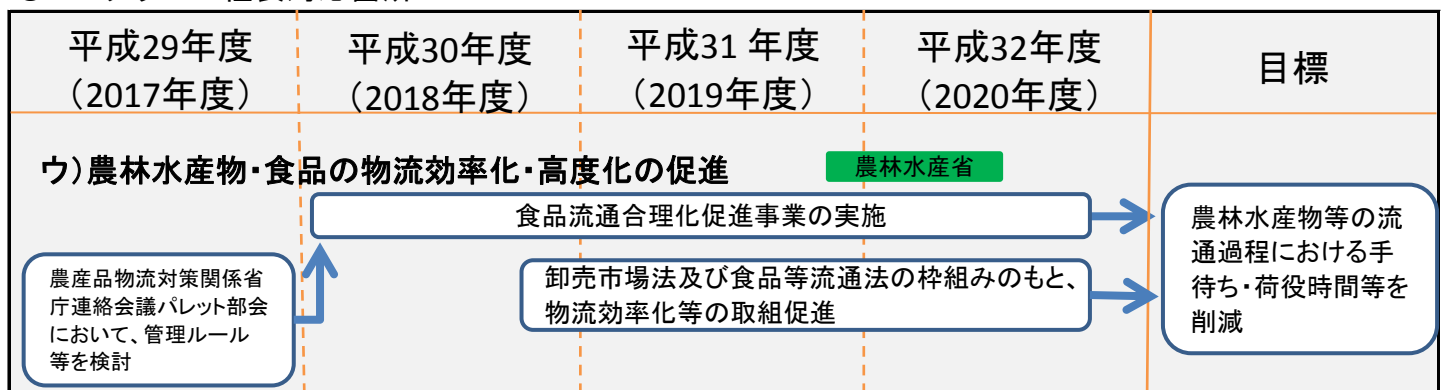 平成29年度
（2017年度）
平成30年度
（2018年度）
平成31 年度
（2019年度）
平成32年度
（2020年度）
目標
ウ）農林水産物・食品の物流効率化・高度化の促進
農林水産省
食品流通合理化促進事業の実施
農産品物流対策関係省
庁連絡会議パレット部会
において、管理ルール
等を検討
卸売市場法及び食品等流通法の枠組みのもと、
物流効率化等の取組促進
農林水産物等の流
通過程における手
待ち・荷役時間等を
削減